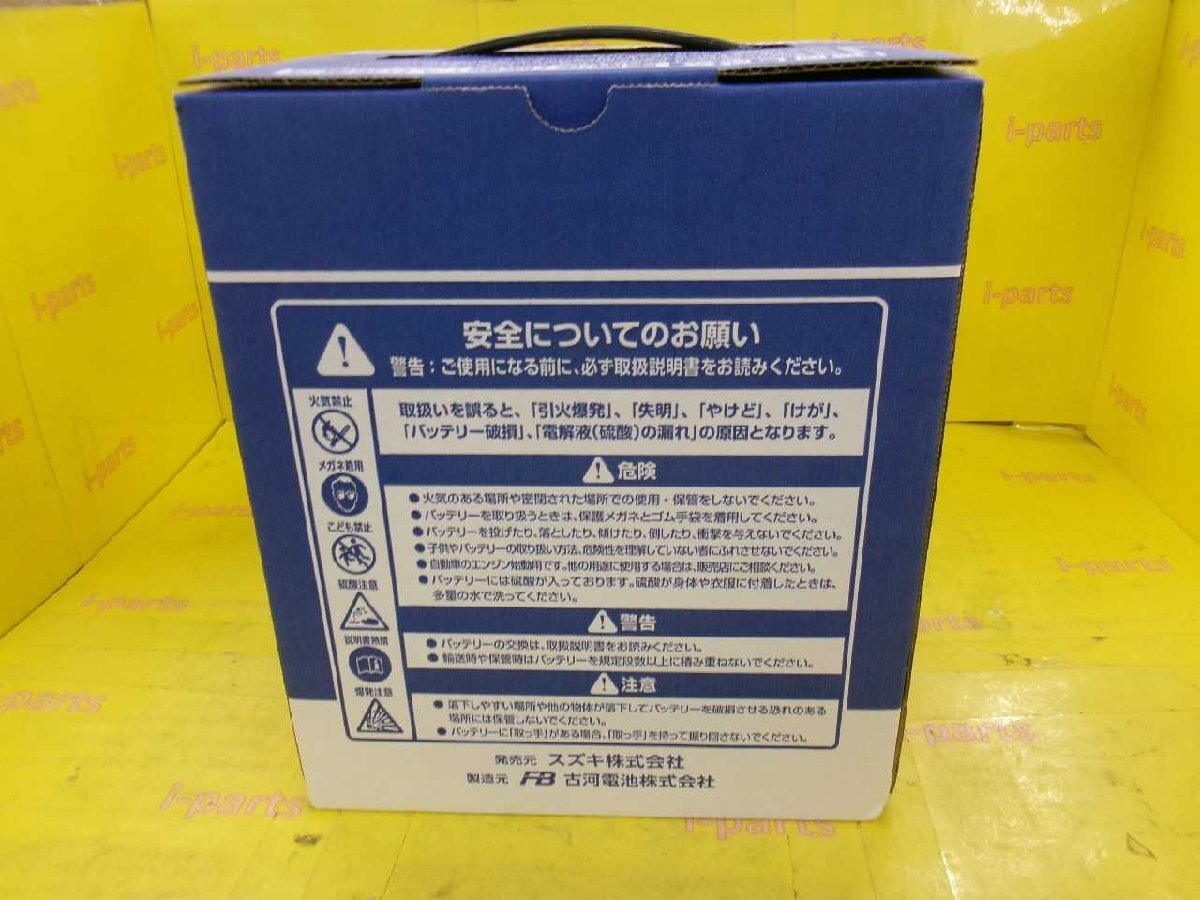 i-parts
i-parts
i-parts
i-parts
i-parts
i-parts
安全についてのお願い
警告：ご使用になる前に、必ず取扱説明書をお読みください。
火気禁止
メガネ着用
こども禁止
硫酸注意
説明書熟読
爆発注意
取扱いを誤ると、「引火爆発」、「失明」、「やけど」、「けが」、
「バッテリー破損」、「電解液(硫酸)の漏れ」の原因となります。
危険
●火気のある場所や密閉された場所での使用・保管をしないでください。
●バッテリーを取り扱うときは、保護メガネとゴム手袋を着用してください。
●バッテリーを投げたり、落としたり、傾けたり、倒したり、衝撃を与えないでください。
●子供やバッテリーの取り扱い方法、危険性を理解していない者にふれさせないでください。
●自動車のエンジン始動用です。他の用途に使用する場合は、販売店にご相談ください。
●バッテリーには硫酸が入っております。硫酸が身体や衣服に付着したときは、
多量の水で洗ってください。
警告
●バッテリーの交換は、取扱説明書をお読みください。
●輸送時や保管時はバッテリーを規定段数以上に積み重ねないでください。
注意
●落下しやすい場所や他の物体が落下してバッテリーを破損させる恐れのある
場所には保管しないでください。
●バッテリーに「取っ手」がある場合、「取っ手」を持って振り回さないでください。
発売元 スズキ株式会社
製造元 FB 古河電池株式会社
i-parts
i-parts
i-parts
i-parts